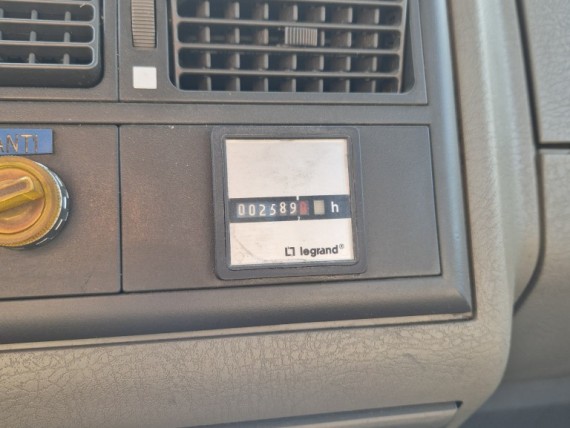 ANTI
002589 h
legrand®